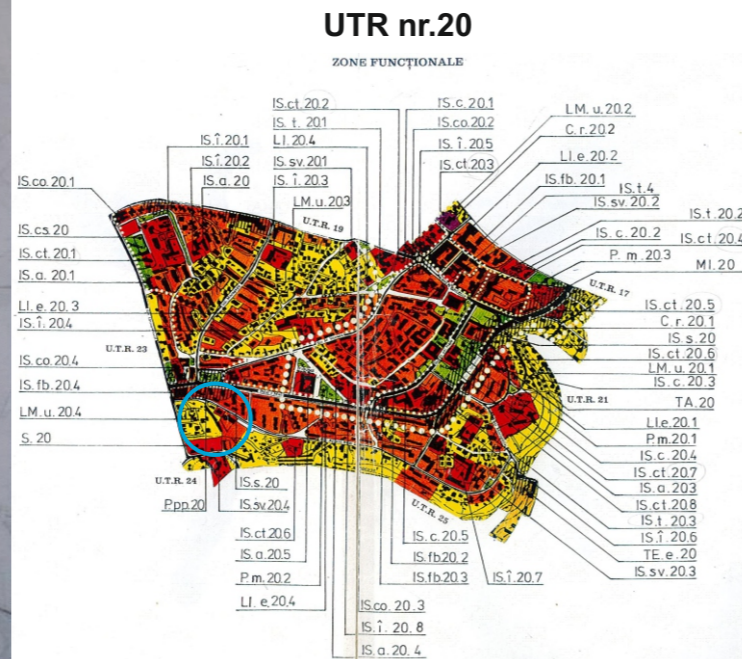 UTR nr.20
ZONE FUNCȚIONALE
IS.ct.20.2
IS. t. 20.1
LI. 20.4
IS. sv. 20.1
IS. î. 20.3
LM.u. 20.3
IS.î. 20.1
IS.î. 20.2
IS. a. 20
IS.c. 20.1
IS.co. 20.2
IS. î. 20.5
IS.ct 20.3
LM. u. 20.2
C. r. 20.2
LI.e. 20.2
IS.fb. 20.1
IS.t. 4
IS.sv. 20.2
IS.t. 20.2
IS. c. 20.2
IS.ct. 20.4
P. m. 20.3
MI. 20
IS.co. 20.1
IS.cs. 20
IS.ct. 20.1
IS.a. 20.1
LI.e. 20.3
IS.î. 20.4
IS.co. 20.4
IS.fb. 20.4
LM.u. 20.4
S. 20
U.T.R. 19
U.T.R. 17
U.T.R. 23
U.T.R. 21
U.T.R. 24
U.T.R. 25
IS.ct. 20.5
C. r. 20.1
IS.s. 20
IS.ct. 20.6
LM. u. 20.1
IS. c. 20.3
TA. 20
LI.e. 20.1
P.m. 20.1
IS.c. 20.4
IS.ct. 20.7
IS.a. 20.3
IS.ct. 20.8
IS.t. 20.3
IS.î. 20.6
TE. e. 20
IS.sv. 20.3
P.pp. 20
IS.s. 20
IS.sv. 20.4
IS.ct. 20.6
IS.a. 20.5
P.m. 20.2
LI. e. 20.4
IS. c. 20.5
IS.fb. 20.2
IS.fb. 20.3
IS.î. 20.7
IS.co. 20.3
IS.î. 20.8
IS.a. 20.4